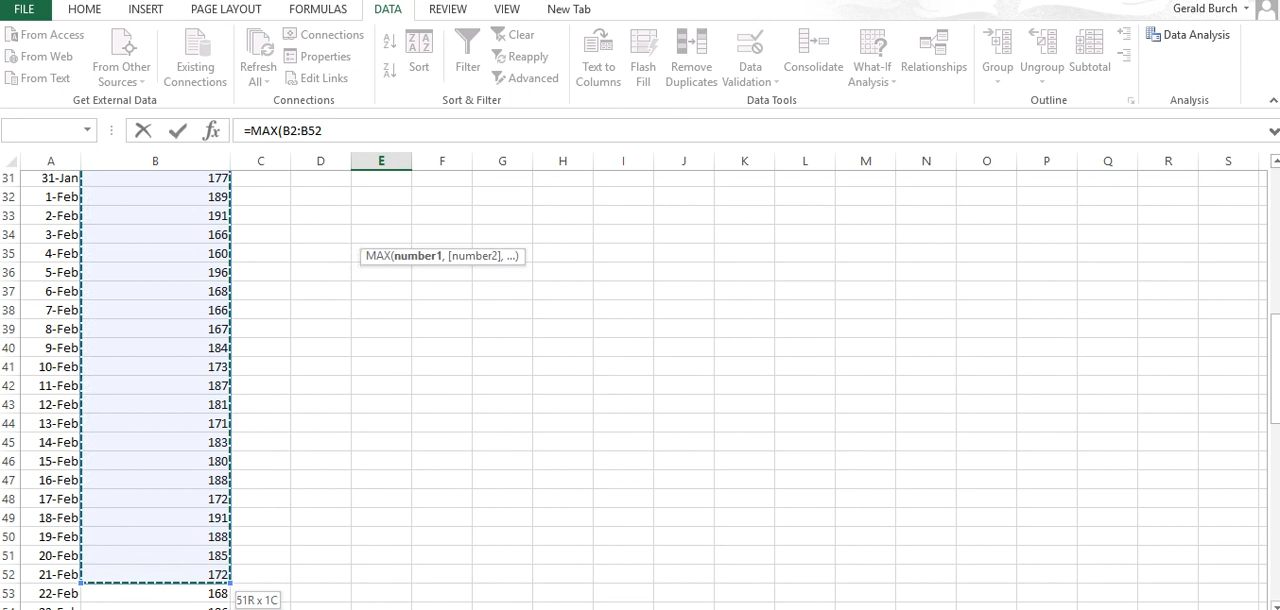 FILE HOME INSERT PAGE LAYOUT FORMULAS DATA REVIEW VIEW New Tab Gerald Burch
From Access
From Web
From Text
From Other
Sources
Existing
Connections
Get External Data
Refresh
All
Connections
Properties
Edit Links
Connections
A
Z
Z
A
Sort
Filter
Clear
Reapply
Advanced
Sort & Filter
Text to
Columns
Flash
Fill
Remove
Duplicates
Data
Validation
Consolidate
What-If
Analysis
Relationships
Data Tools
Group
Ungroup
Subtotal
Outline
Data Analysis
Analysis
fx =MAX(B2:B52
A B C D E F G H I J K L M N O P Q R S
31 31-Jan 177
32 1-Feb 189
33 2-Feb 191
34 3-Feb 166
35 4-Feb 160
MAX(number1, [number2], ...)
36 5-Feb 196
37 6-Feb 168
38 7-Feb 166
39 8-Feb 167
40 9-Feb 184
41 10-Feb 173
42 11-Feb 187
43 12-Feb 181
44 13-Feb 171
45 14-Feb 183
46 15-Feb 180
47 16-Feb 188
48 17-Feb 172
49 18-Feb 191
50 19-Feb 188
51 20-Feb 185
52 21-Feb 172
53 22-Feb 168
51R x 1C